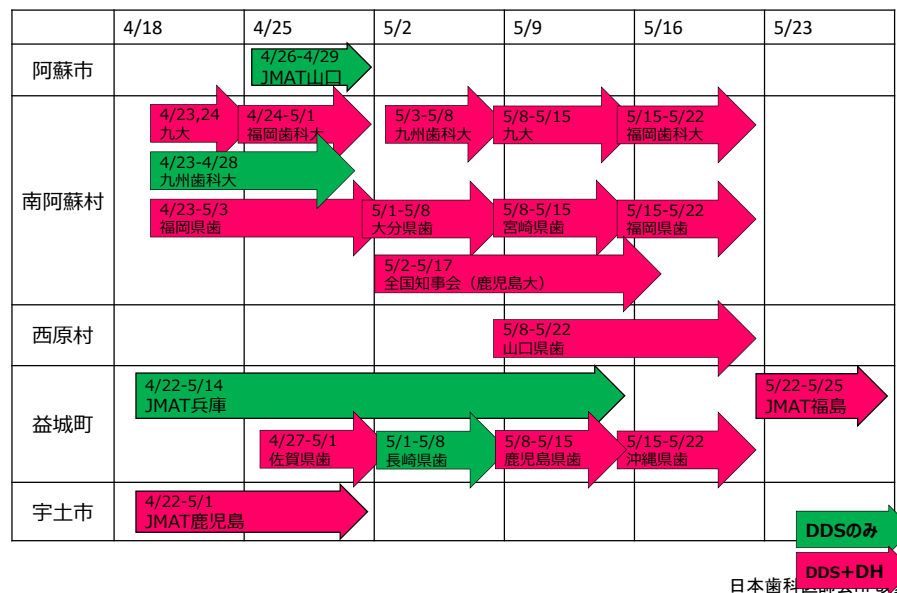 4/18 4/25 5/2 5/9 5/16 5/23
阿蘇市
4/26-4/29
JMAT山口
南阿蘇村
4/23,24
九大
4/24-5/1
福岡歯科大
5/3-5/8
九州歯科大
5/8-5/15
九大
5/15-5/22
福岡歯科大
4/23-4/28
九州歯科大
4/23-5/3
福岡県歯
5/1-5/8
大分県歯
5/8-5/15
宮崎県歯
5/15-5/22
福岡県歯
5/2-5/17
全国知事会（鹿児島大）
西原村
5/8-5/22
山口県歯
益城町
4/22-5/14
JMAT兵庫
5/22-5/25
JMAT福島
4/27-5/1
佐賀県歯
5/1-5/8
長崎県歯
5/8-5/15
鹿児島県歯
5/15-5/22
沖縄県歯
宇土市
4/22-5/1
JMAT鹿児島
DDSのみ
DDS+DH
日本歯科